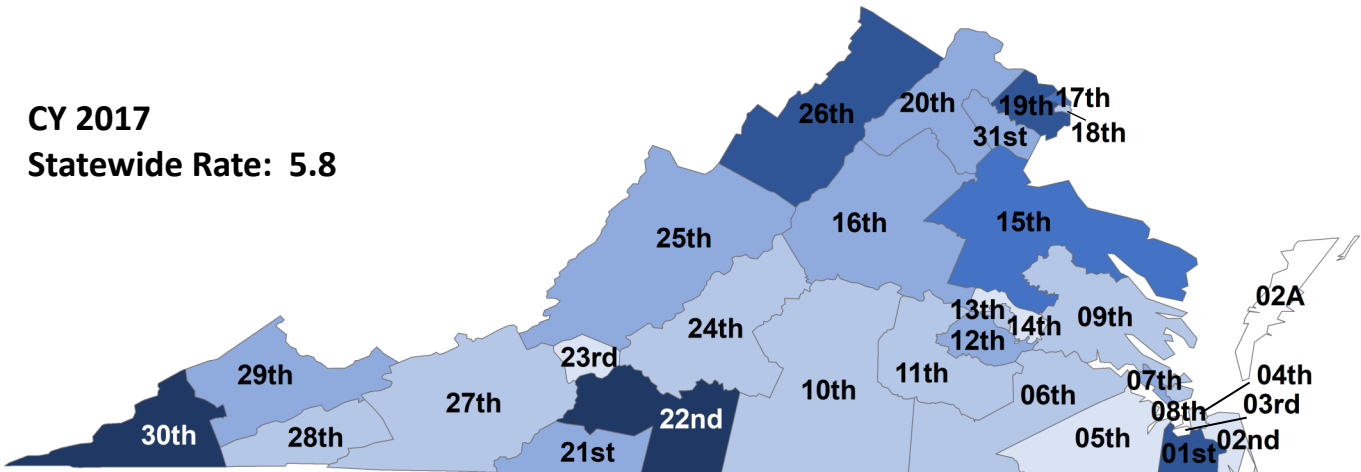 CY 2017
Statewide Rate: 5.8
26th
20th
19th
17th
18th
31st
25th
16th
15th
02A
24th
13th
14th
09th
12th
23rd
29th
27th
10th
11th
06th
07th
04th
03rd
08th
22nd
30th
28th
21st
05th
01st
02nd